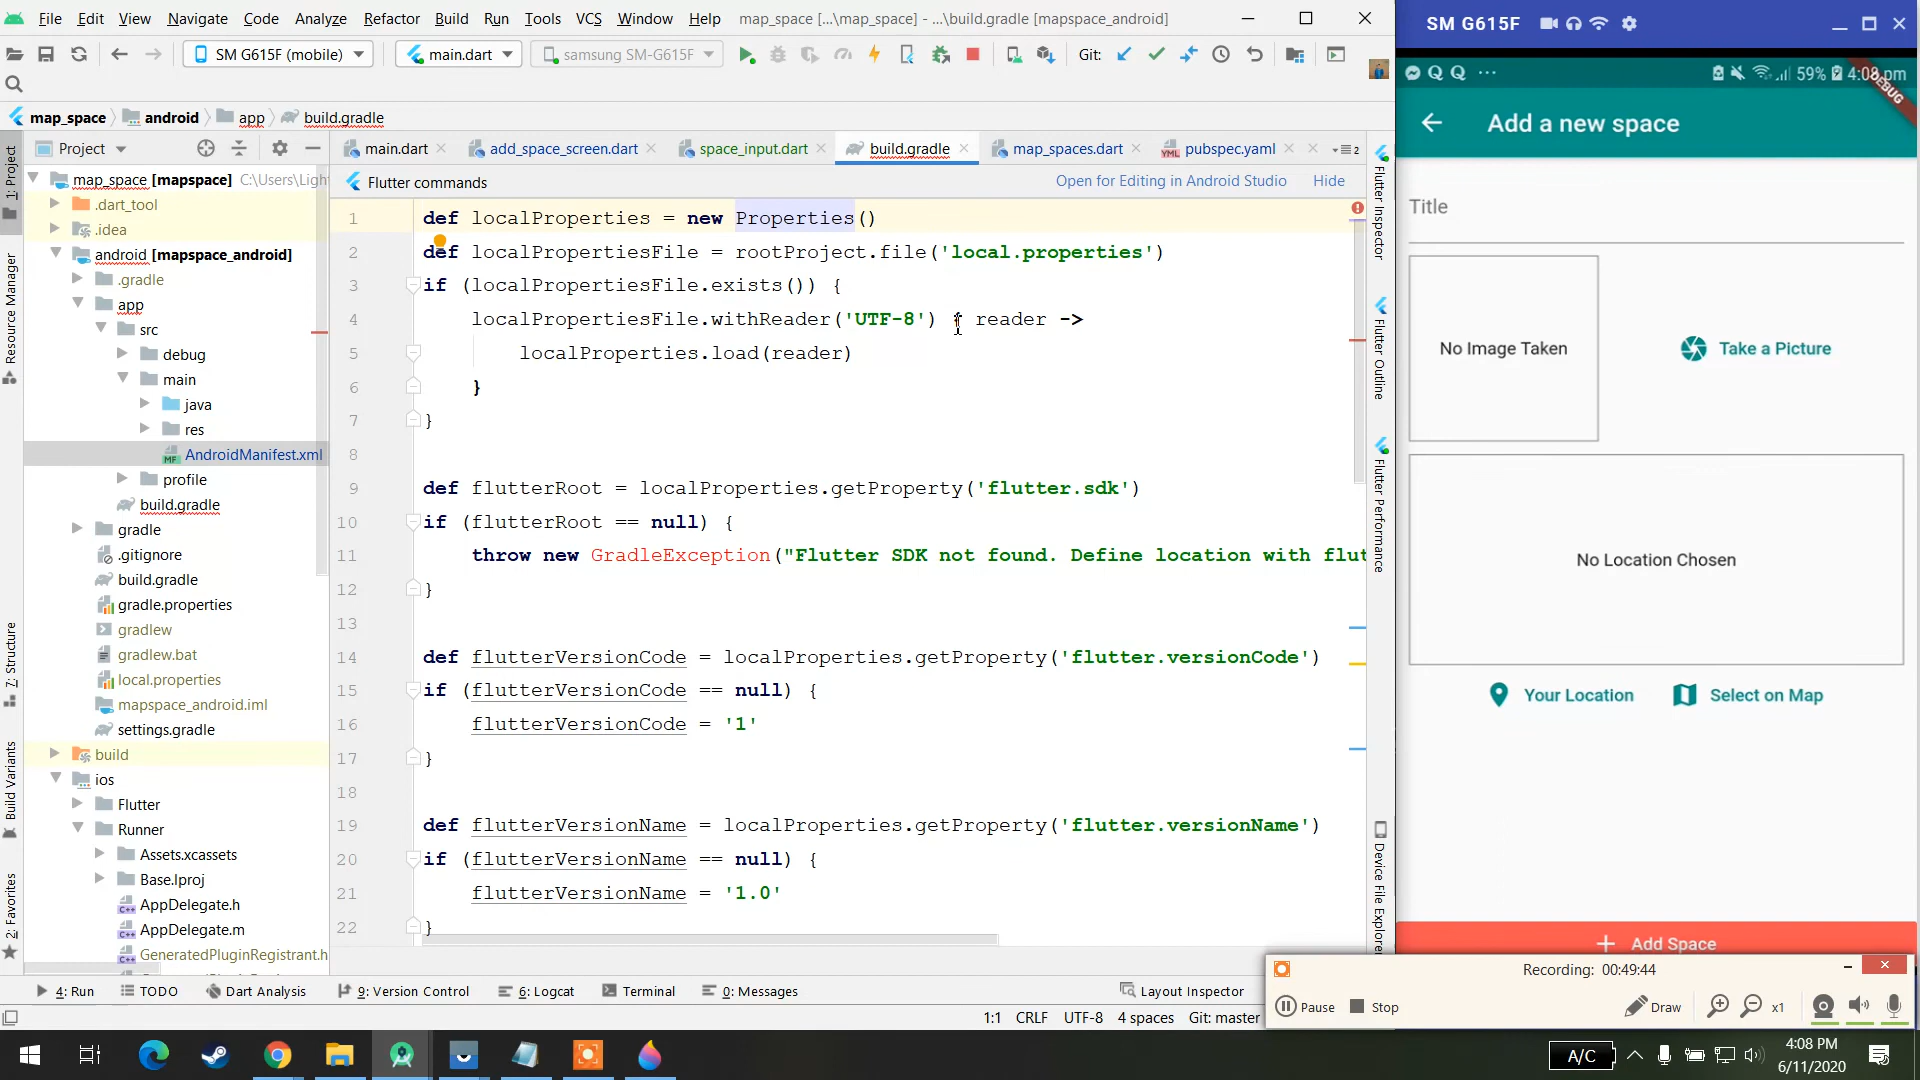 File Edit View Navigate Code Analyze Refactor Build Run Tools VCS Window Help map_space [...\map_space] - ...\build.gradle [mapspace_android]
SM G615F (mobile) main.dart samsung SM-G615F Git:
map_space android app build.gradle
Project
main.dart add_space_screen.dart space_input.dart build.gradle map_spaces.dart pubspec.yaml 2
Flutter commands Open for Editing in Android Studio Hide
1: Project
Resource Manager
7: Structure
Build Variants
2: Favorites
map_space [mapspace] C:\Users\Ligh
.dart_tool
.idea
android [mapspace_android]
.gradle
app
src
debug
main
java
res
MF AndroidManifest.xml
profile
build.gradle
gradle
.gitignore
build.gradle
gradle.properties
gradlew
gradlew.bat
local.properties
mapspace_android.iml
settings.gradle
build
ios
Flutter
Runner
Assets.xcassets
Base.lproj
C++ AppDelegate.h
C++ AppDelegate.m
C++ GeneratedPluginRegistrant.h
1 def localProperties = new Properties()
2 def localPropertiesFile = rootProject.file('local.properties')
3 if (localPropertiesFile.exists()) {
4 localPropertiesFile.withReader('UTF-8') { reader ->
5 localProperties.load(reader)
6 }
7 }
8
9 def flutterRoot = localProperties.getProperty('flutter.sdk')
10 if (flutterRoot == null) {
11 throw new GradleException("Flutter SDK not found. Define location with flut
12 }
13
14 def flutterVersionCode = localProperties.getProperty('flutter.versionCode')
15 if (flutterVersionCode == null) {
16 flutterVersionCode = '1'
17 }
18
19 def flutterVersionName = localProperties.getProperty('flutter.versionName')
20 if (flutterVersionName == null) {
21 flutterVersionName = '1.0'
22 }
Flutter Inspector
Flutter Outline
Flutter Performance
Device File Explorer
4: Run TODO Dart Analysis 9: Version Control 6: Logcat Terminal 0: Messages Layout Inspector
1:1 CRLF UTF-8 4 spaces Git: master
SM G615F
59% 4:08 pm
DEBUG
Add a new space
Title
No Image Taken
Take a Picture
No Location Chosen
Your Location Select on Map
Add Space
Recording: 00:49:44
Pause Stop Draw x1
A/C 4:08 PM
6/11/2020